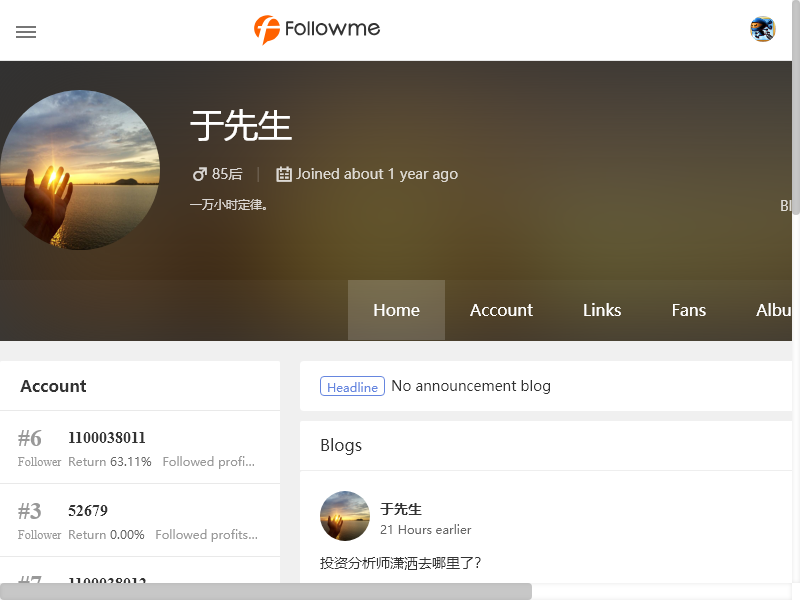 Followme
于先生
85后 | Joined about 1 year ago
一万小时定律。
Home Account Links Fans Albu
Account
#6 1100038011
Follower Return 63.11% Followed profi...
#3 52679
Follower Return 0.00% Followed profits...
#7 1100038012
Headline No announcement blog
Blogs
于先生
21 Hours earlier
投资分析师潇洒去哪里了?